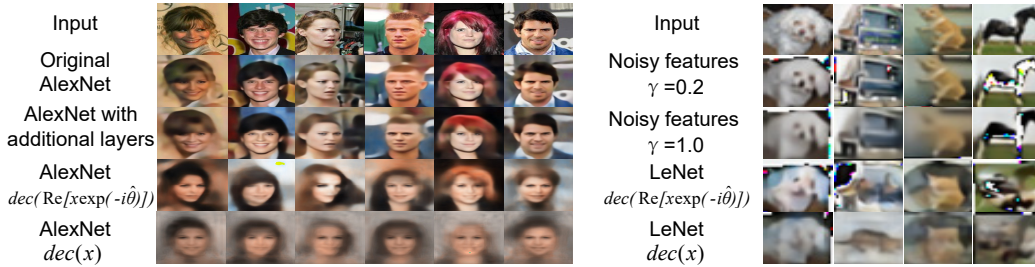 Input
Original
AlexNet
AlexNet with
additional layers
AlexNet
dec(Re[xexp(-iθ̂)])
AlexNet
dec(x)
Input
Noisy features
γ =0.2
Noisy features
γ =1.0
LeNet
dec(Re[xexp(-iθ̂)])
LeNet
dec(x)